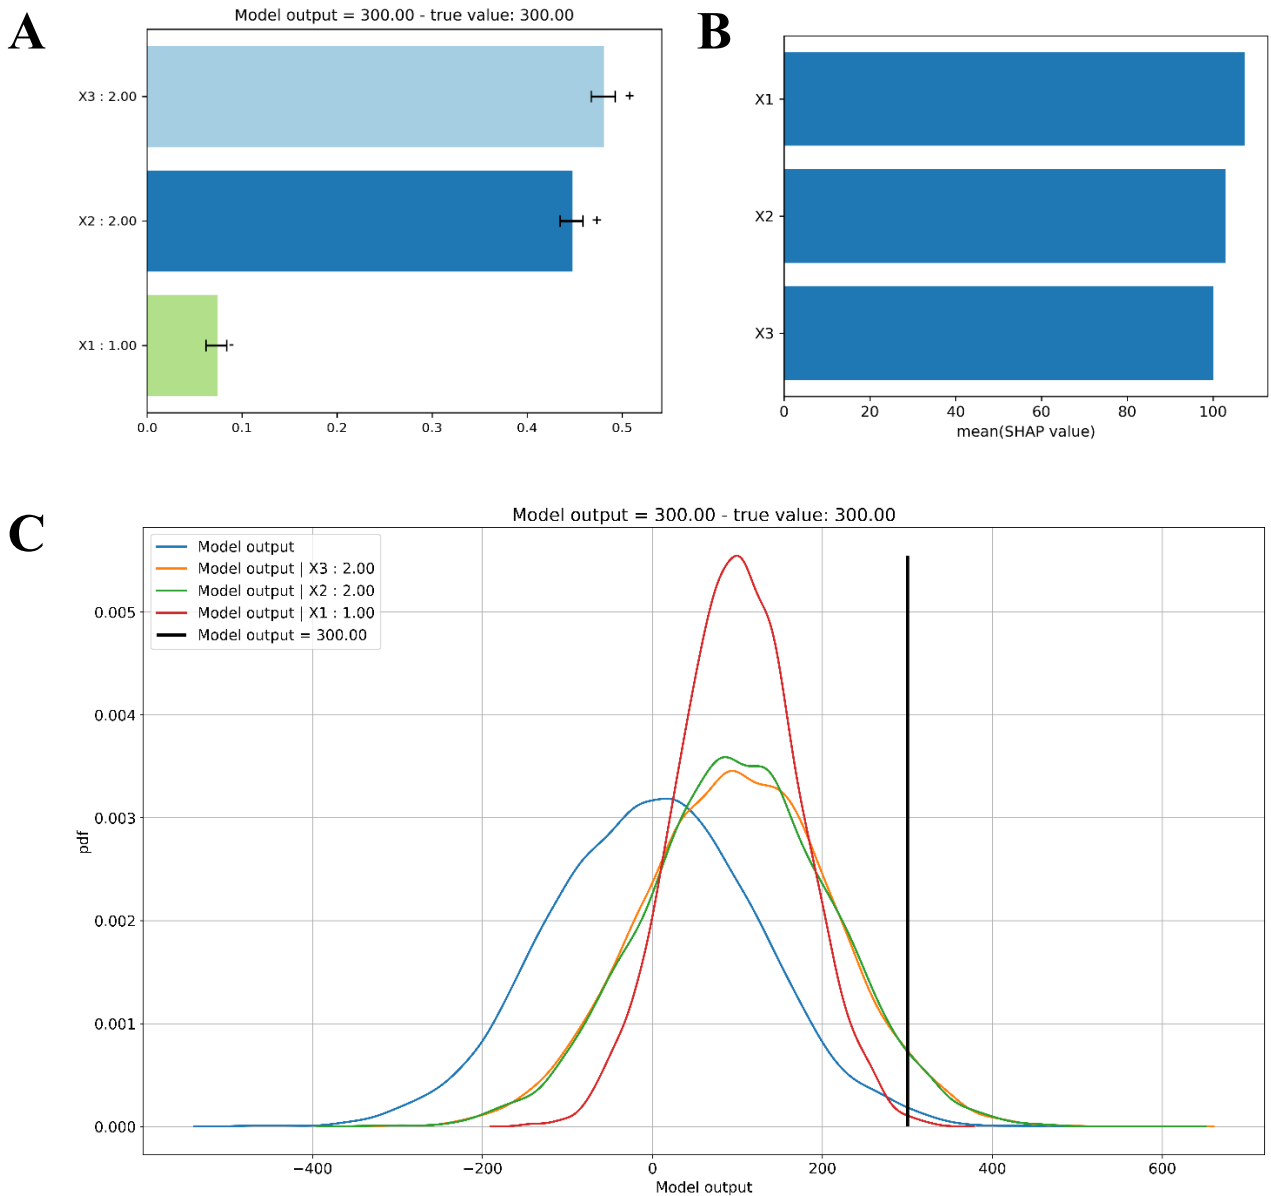 A
Model output = 300.00 - true value: 300.00
X3 : 2.00
+
X2 : 2.00
+
X1 : 1.00
-
0.0 0.1 0.2 0.3 0.4 0.5
B
X1
X2
X3
0 20 40 60 80 100
mean(SHAP value)
C
Model output = 300.00 - true value: 300.00
Model output
Model output | X3 : 2.00
Model output | X2 : 2.00
Model output | X1 : 1.00
Model output = 300.00
0.005
0.004
0.003
0.002
0.001
0.000
pdf
−400 −200 0 200 400 600
Model output